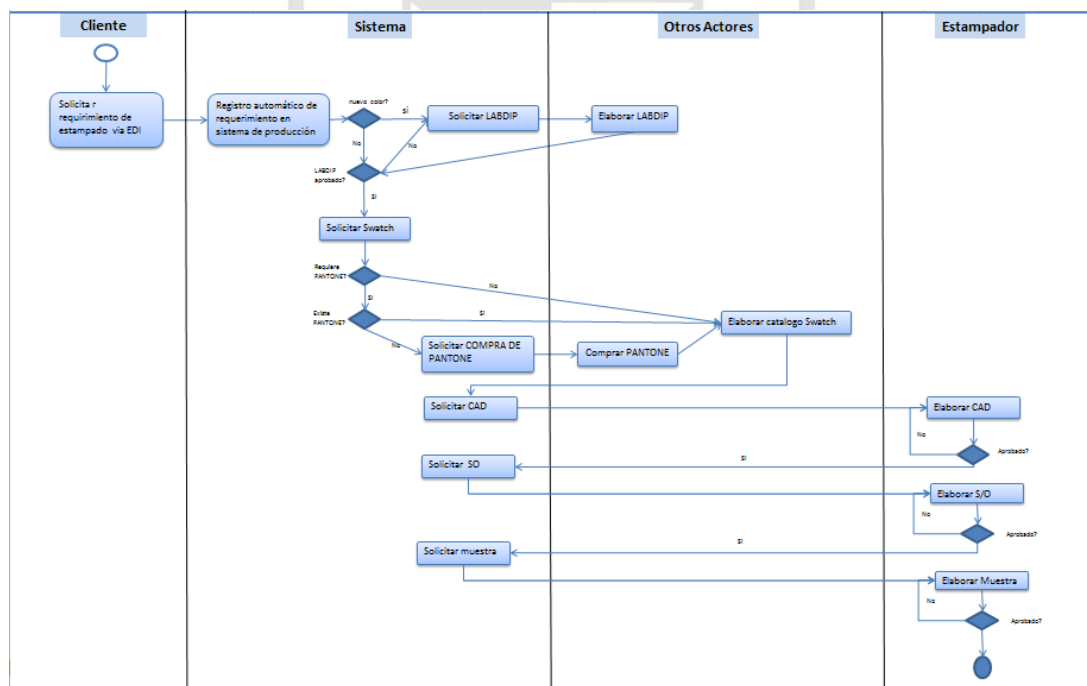 Cliente
Sistema
Otros Actores
Estampador
Solicita r
requirimiento de
estampado via EDI
Registro automático de
requerimiento en
sistema de producción
nuevo color?
SÍ
Solicitar LABDIP
Elaborar LABDIP
No
No
LABDIP
aprobado?
SI
Solicitar Swatch
Requiere
PANTONE?
No
SI
Existe
PANTONE?
SI
Elaborar catalogo Swatch
No
Solicitar COMPRA DE
PANTONE
Comprar PANTONE
Solicitar CAD
Elaborar CAD
No
Aprobado?
SI
Solicitar SO
Elaborar S/O
No
Aprobado?
SI
Solicitar muestra
Elaborar Muestra
No
Aprobado?